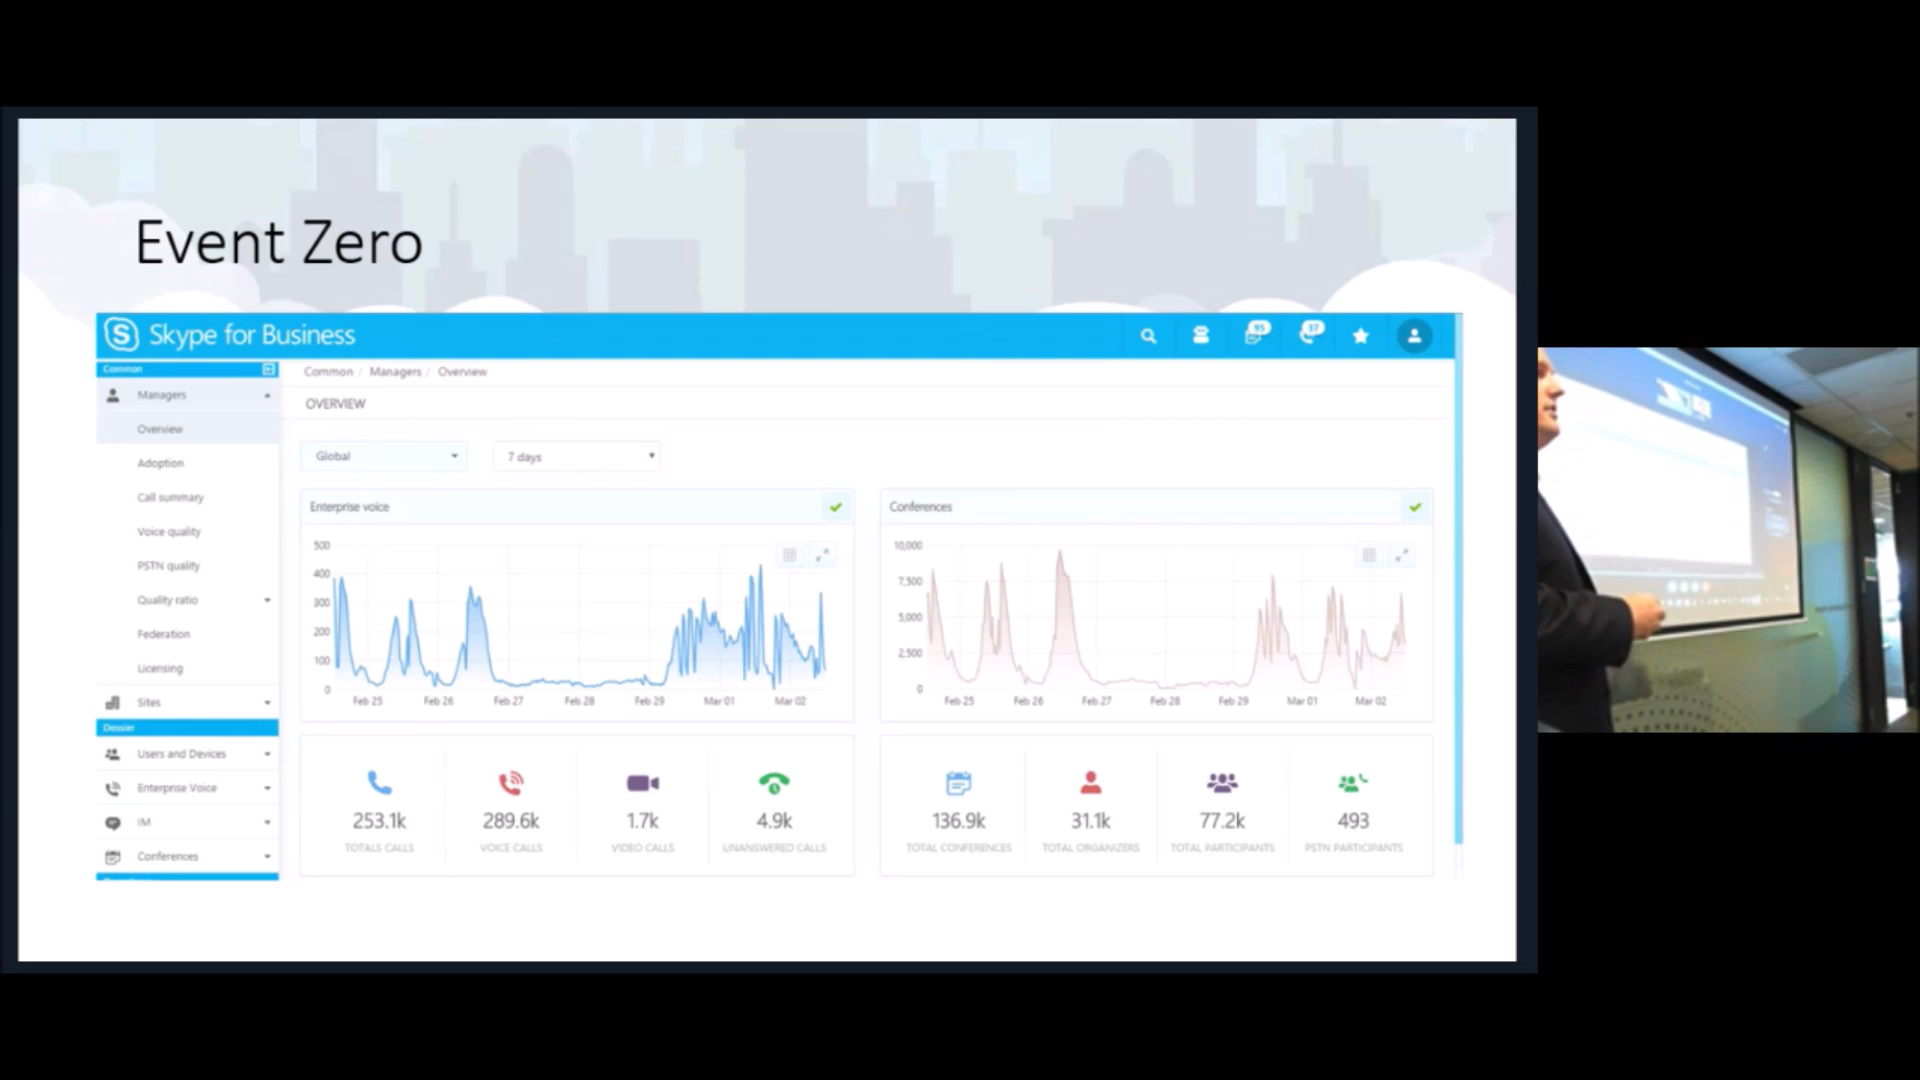 Event Zero
Skype for Business
95
37
Common
Common / Managers / Overview
Managers
OVERVIEW
Overview
Global
7 days
Adoption
Call summary
Voice quality
PSTN quality
Quality ratio
Federation
Licensing
Sites
Dossier
Users and Devices
Enterprise Voice
IM
Conferences
Enterprise voice
500
400
300
200
100
0
Feb 25 Feb 26 Feb 27 Feb 28 Feb 29 Mar 01 Mar 02
Conferences
10,000
7,500
5,000
2,500
0
Feb 25 Feb 26 Feb 27 Feb 28 Feb 29 Mar 01 Mar 02
253.1k 289.6k 1.7k 4.9k
TOTALS CALLS VOICE CALLS VIDEO CALLS UNANSWERED CALLS
136.9k 31.1k 77.2k 493
TOTAL CONFERENCES TOTAL ORGANIZERS TOTAL PARTICIPANTS PSTN PARTICIPANTS